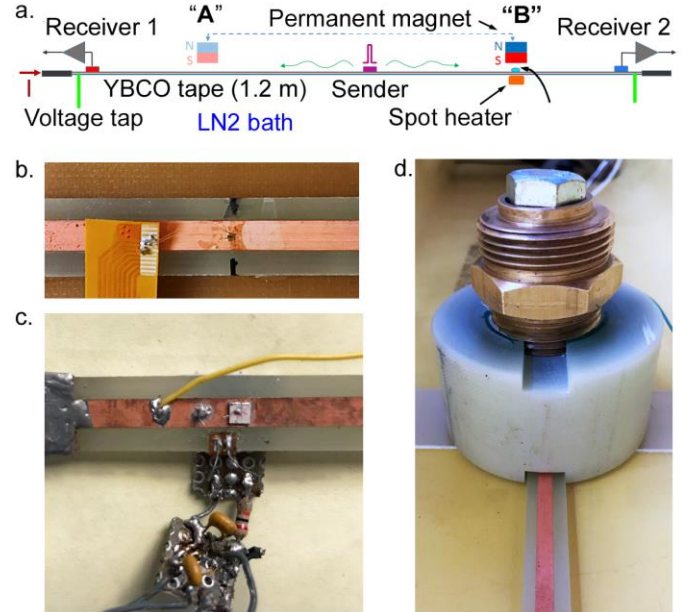 a.
Receiver 1
"A"
Permanent magnet
"B"
Receiver 2
N
S
N
S
I
YBCO tape (1.2 m)
Sender
Voltage tap
LN2 bath
Spot heater
b.
c.
d.